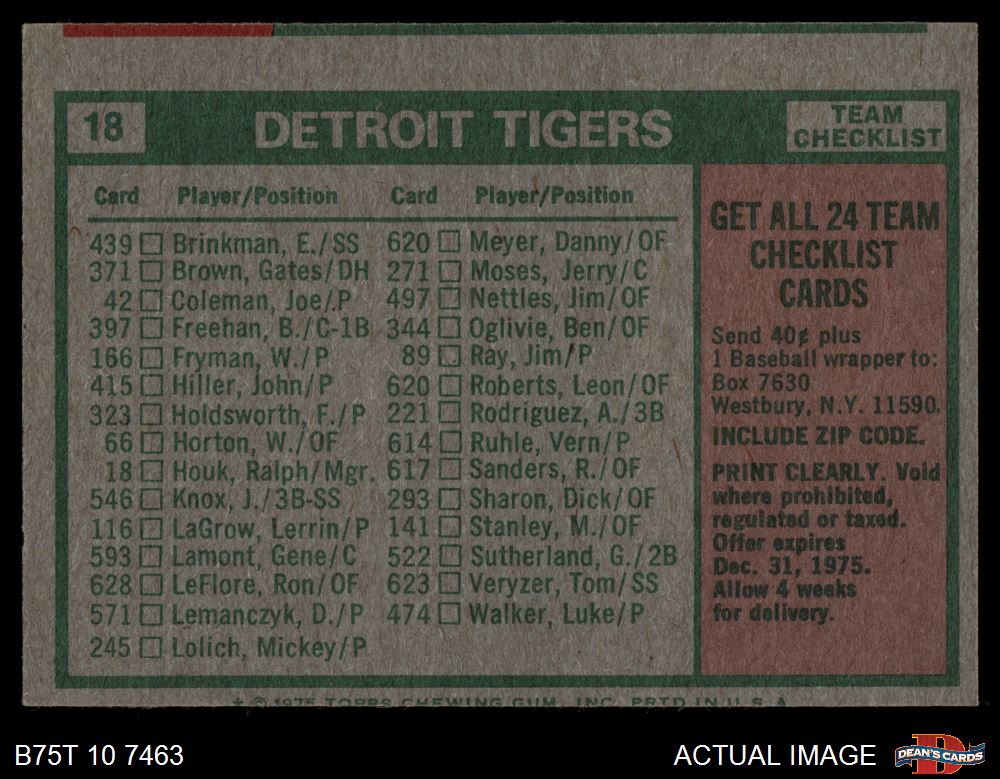 18
DETROIT TIGERS
TEAM
CHECKLIST
Card Player/Position Card Player/Position
439 Brinkman, E./SS 620 Meyer, Danny/OF
371 Brown, Gates/DH 271 Moses, Jerry/C
42 Coleman, Joe/P 497 Nettles, Jim/OF
397 Freehan, B./C-1B 344 Oglivie, Ben/OF
166 Fryman, W./P 89 Ray, Jim/P
415 Hiller, John/P 620 Roberts, Leon/OF
323 Holdsworth, F./P 221 Rodriguez, A./3B
66 Horton, W./OF 614 Ruhle, Vern/P
18 Houk, Ralph/Mgr. 617 Sanders, R./OF
546 Knox, J./3B-SS 293 Sharon, Dick/OF
116 LaGrow, Lerrin/P 141 Stanley, M./OF
593 Lamont, Gene/C 522 Sutherland, G./2B
628 LeFlore, Ron/OF 623 Veryzer, Tom/SS
571 Lemanczyk, D./P 474 Walker, Luke/P
245 Lolich, Mickey/P
GET ALL 24 TEAM
CHECKLIST
CARDS
Send 40¢ plus
1 Baseball wrapper to:
Box 7630
Westbury, N.Y. 11590.
INCLUDE ZIP CODE.
PRINT CLEARLY. Void
where prohibited,
regulated or taxed.
Offer expires
Dec. 31, 1975.
Allow 4 weeks
for delivery.
* © 1975 TOPPS CHEWING GUM, INC. PRTD IN U.S.A.
B75T 10 7463
ACTUAL IMAGE
DEAN'S CARDS